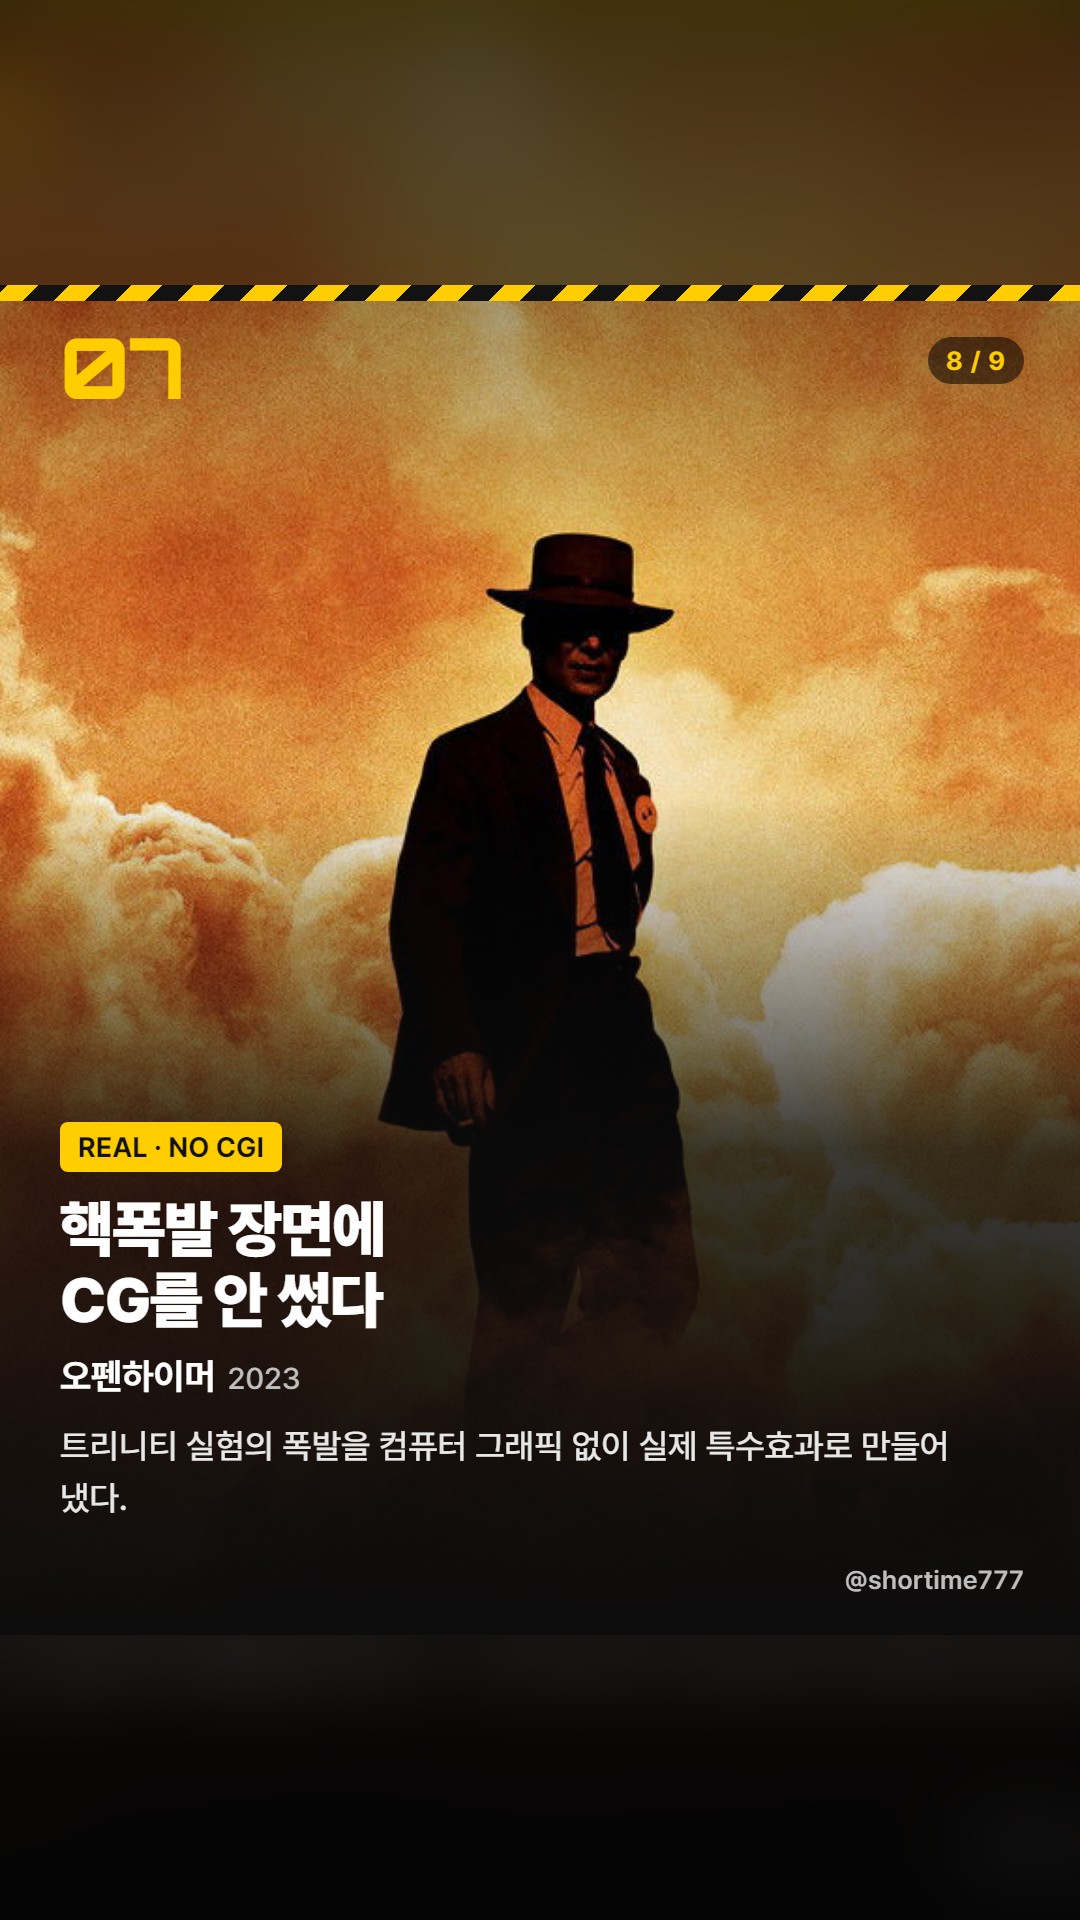 07
8 / 9
REAL · NO CGI
핵폭발 장면에
CG를 안 썼다
오펜하이머 2023
트리니티 실험의 폭발을 컴퓨터 그래픽 없이 실제 특수효과로 만들어
냈다.
@shortime777